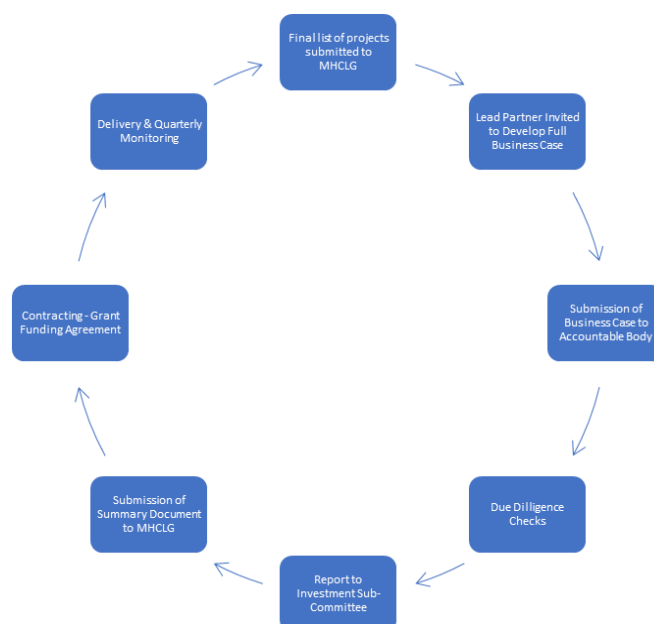 Final list of projects
submitted to
MHCLG
Lead Partner Invited
to Develop Full
Business Case
Submission of
Business Case to
Accountable Body
Due Dilligence
Checks
Report to
Investment Sub-
Committee
Submission of
Summary Document
to MHCLG
Contracting - Grant
Funding Agreement
Delivery & Quarterly
Monitoring